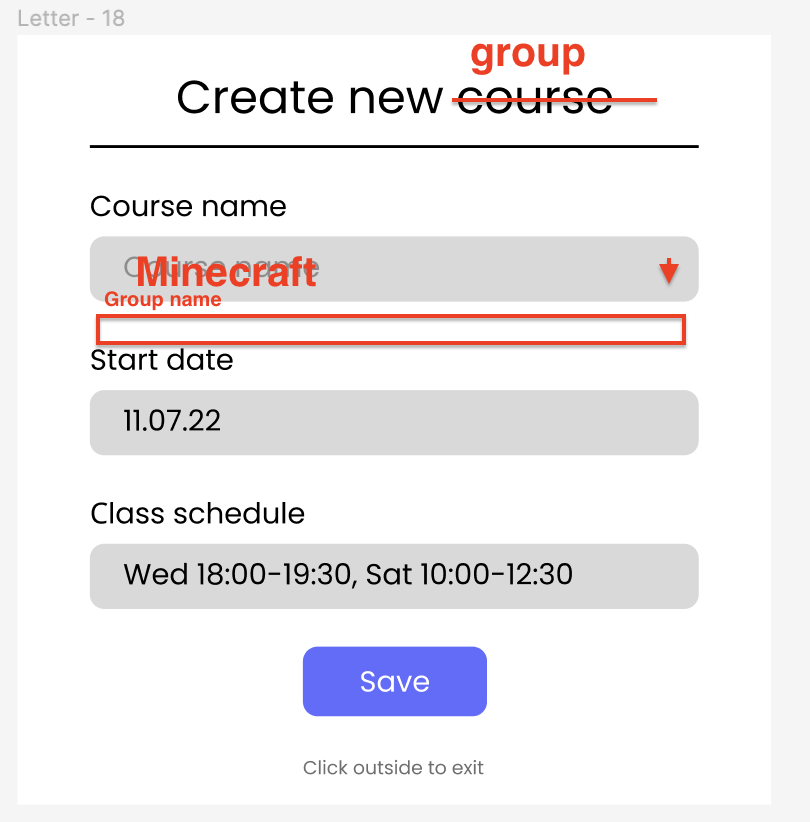 Letter - 18
group
Create new course
Course name
Course name
Minecraft
Group name
Start date
11.07.22
Class schedule
Wed 18:00-19:30, Sat 10:00-12:30
Save
Click outside to exit